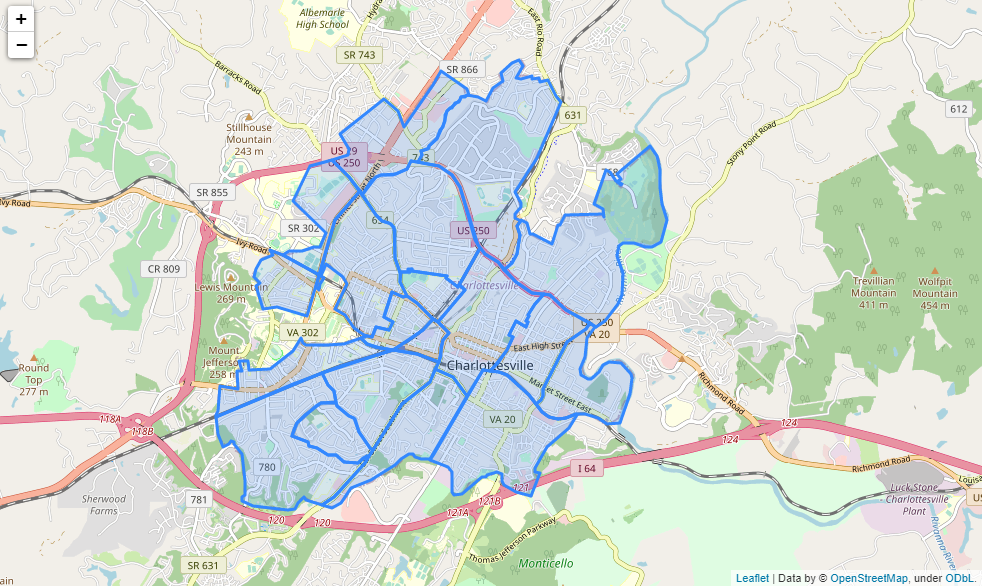 +
−
Albemarle
High School
East Rio Road
SR 743
SR 866
Barracks Road
631
612
Stillhouse
Mountain
243 m
US 29
US 250
743
Stony Point Road
768
SR 855
Ivy Road
654
SR 302
US 250
Ivy Road
CR 809
Charlottesville
Lewis Mountain
269 m
Trevillian
Mountain
411 m
Wolfpit
Mountain
454 m
VA 302
US 250
VA 20
East High Street
Mount
Jefferson
258 m
Charlottesville
Round
Top
277 m
Market Street East
Richmond Road
118A
118B
VA 20
124
124
780
I 64
Richmond Road
Sherwood
Farms
781
121
121B
121A
Luck Stone
Charlottesville
Plant
120
120
Thomas Jefferson Parkway
Monticello
SR 631
Leaflet | Data by © OpenStreetMap, under ODbL.